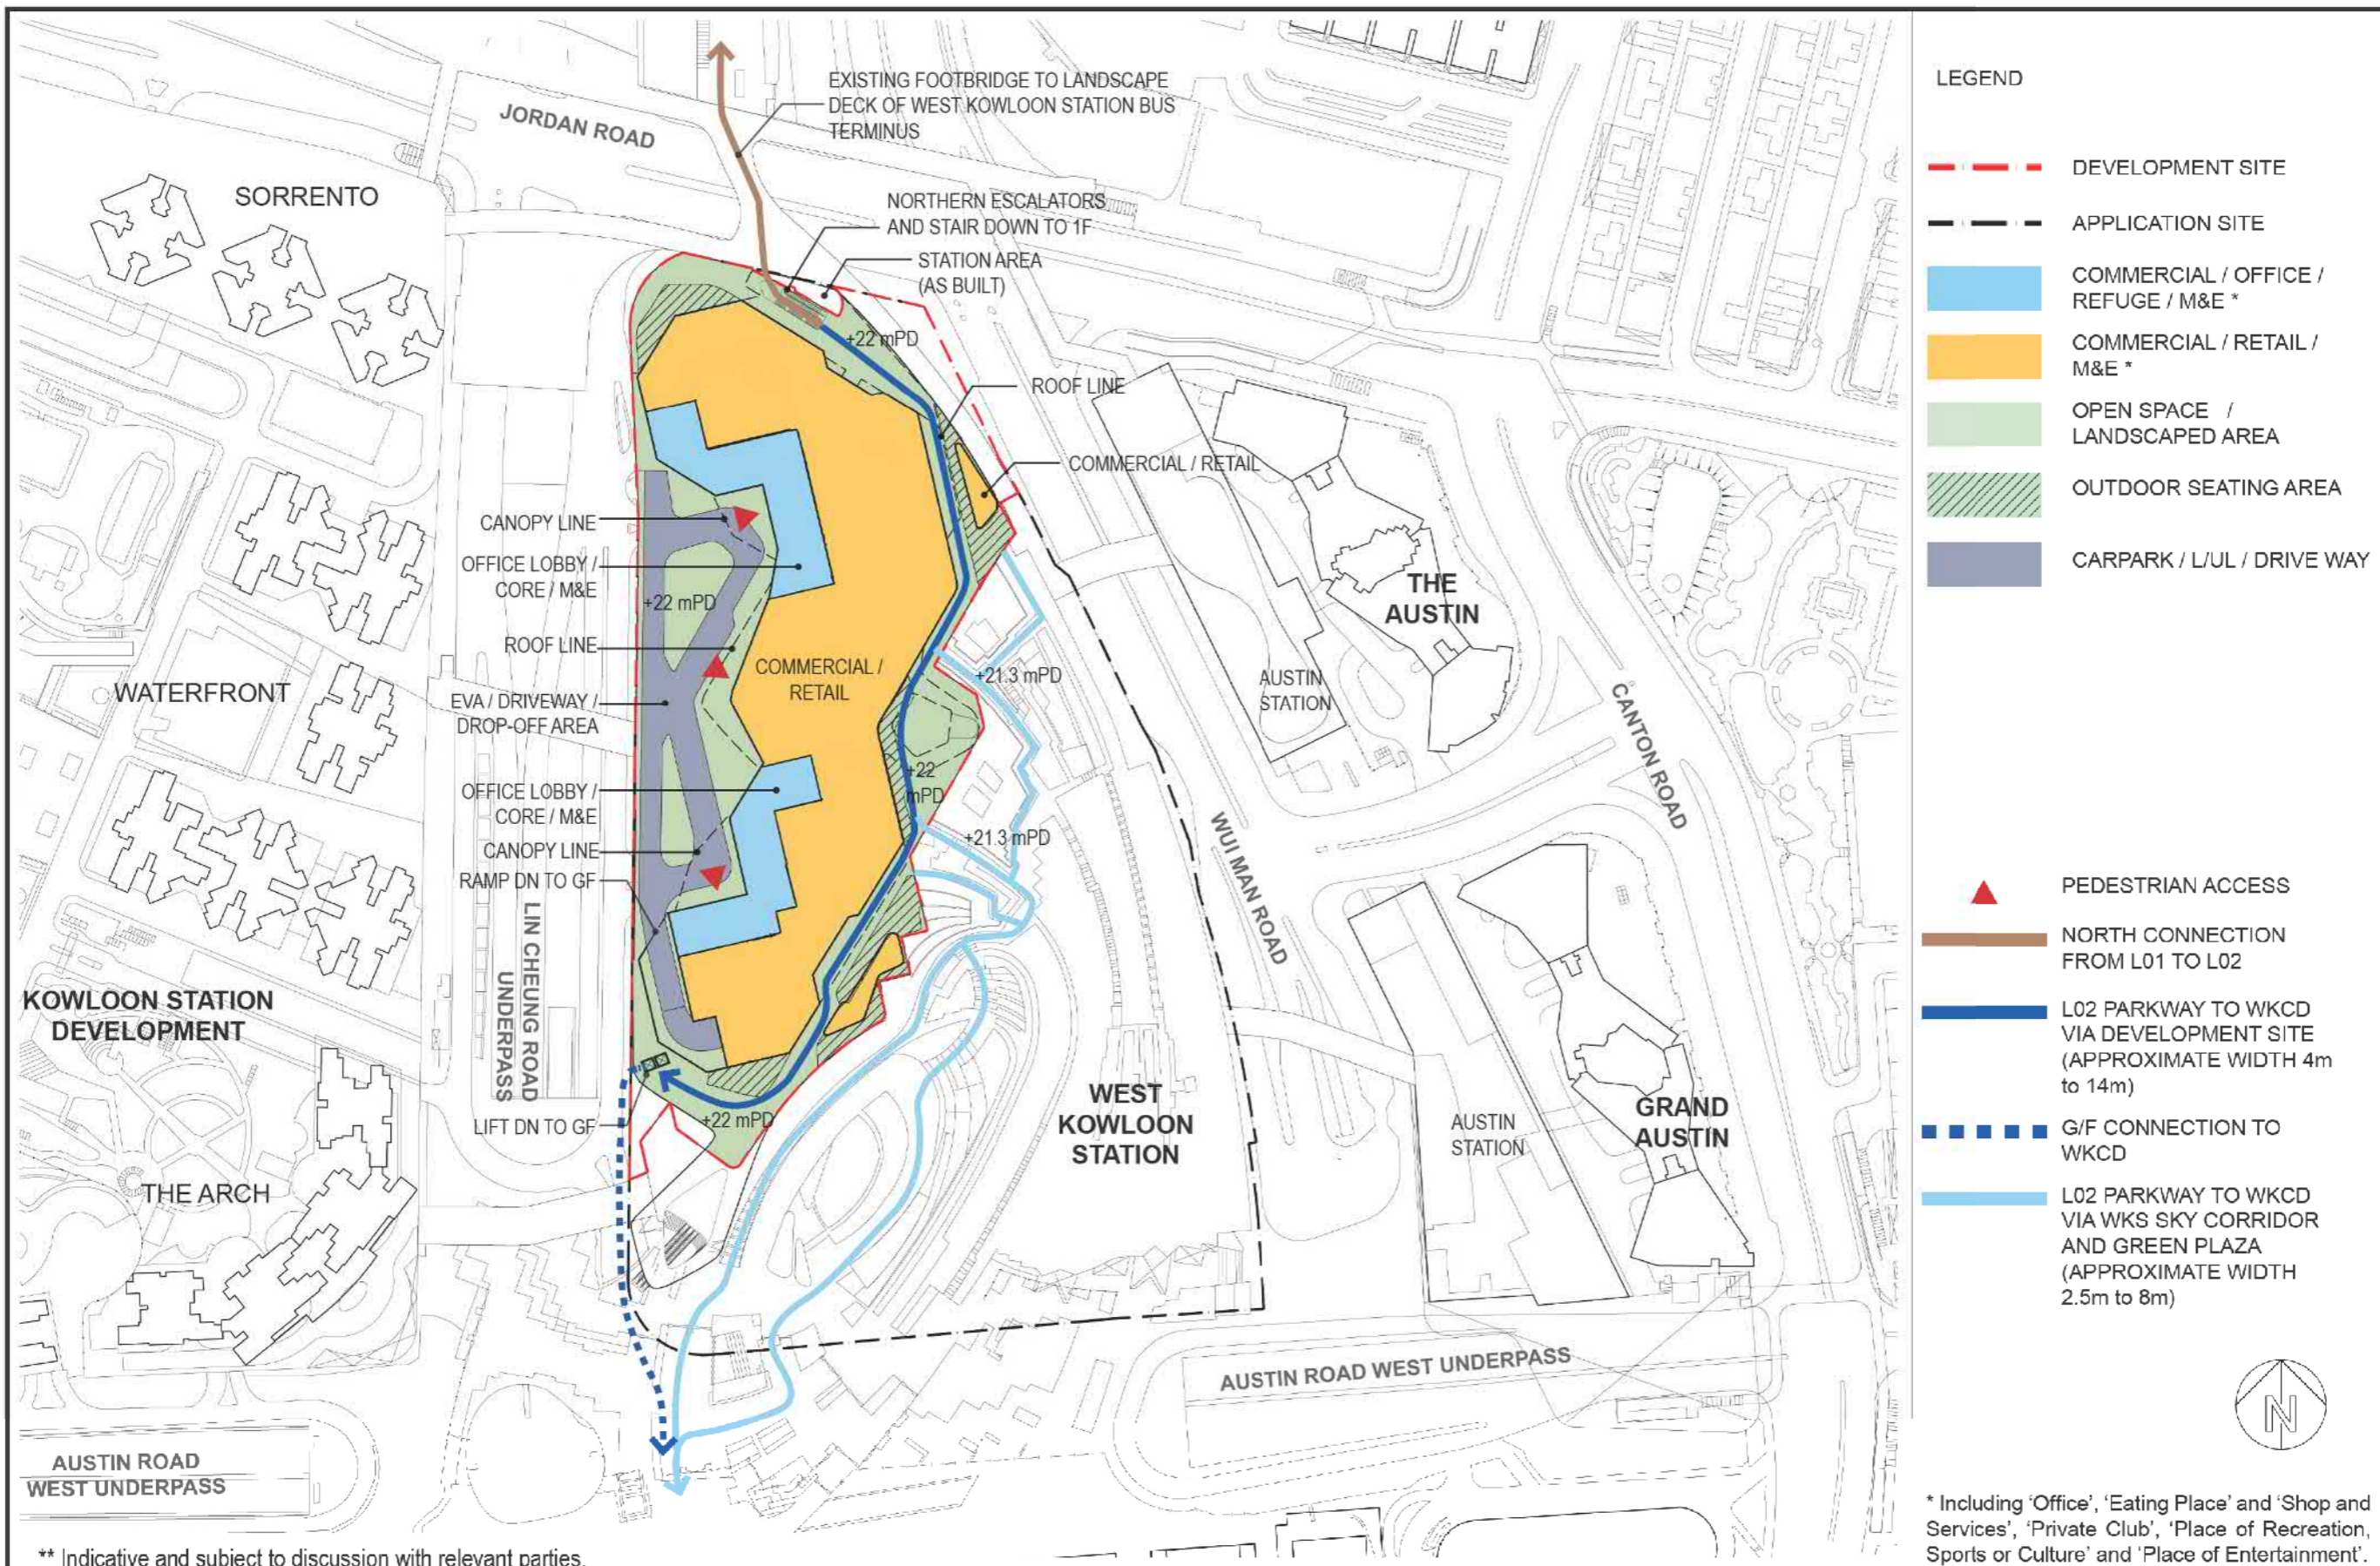 EXISTING FOOTBRIDGE TO LANDSCAPE
DECK OF WEST KOWLOON STATION BUS
TERMINUS
JORDAN ROAD
SORRENTO
NORTHERN ESCALATORS
AND STAIR DOWN TO 1F
STATION AREA
(AS BUILT)
+22 mPD
ROOF LINE
COMMERCIAL / RETAIL
CANOPY LINE
OFFICE LOBBY /
CORE / M&E
+22 mPD
ROOF LINE
COMMERCIAL /
RETAIL
WATERFRONT
EVA / DRIVEWAY /
DROP-OFF AREA
+21.3 mPD
+22
mPD
+21.3 mPD
OFFICE LOBBY /
CORE / M&E
CANOPY LINE
RAMP DN TO GF
LIN CHEUNG ROAD
UNDERPASS
KOWLOON STATION
DEVELOPMENT
LIFT DN TO GF
+22 mPD
THE ARCH
THE
AUSTIN
AUSTIN
STATION
CANTON ROAD
WUI MAN ROAD
WEST
KOWLOON
STATION
AUSTIN
STATION
GRAND
AUSTIN
AUSTIN ROAD WEST UNDERPASS
AUSTIN ROAD
WEST UNDERPASS
** Indicative and subject to discussion with relevant parties.
LEGEND
DEVELOPMENT SITE
APPLICATION SITE
COMMERCIAL / OFFICE /
REFUGE / M&E *
COMMERCIAL / RETAIL /
M&E *
OPEN SPACE /
LANDSCAPED AREA
OUTDOOR SEATING AREA
CARPARK / L/UL / DRIVE WAY
PEDESTRIAN ACCESS
NORTH CONNECTION
FROM L01 TO L02
L02 PARKWAY TO WKCD
VIA DEVELOPMENT SITE
(APPROXIMATE WIDTH 4m
to 14m)
G/F CONNECTION TO
WKCD
L02 PARKWAY TO WKCD
VIA WKS SKY CORRIDOR
AND GREEN PLAZA
(APPROXIMATE WIDTH
2.5m to 8m)
N
* Including 'Office', 'Eating Place' and 'Shop and
Services', 'Private Club', 'Place of Recreation,
Sports or Culture' and 'Place of Entertainment'.